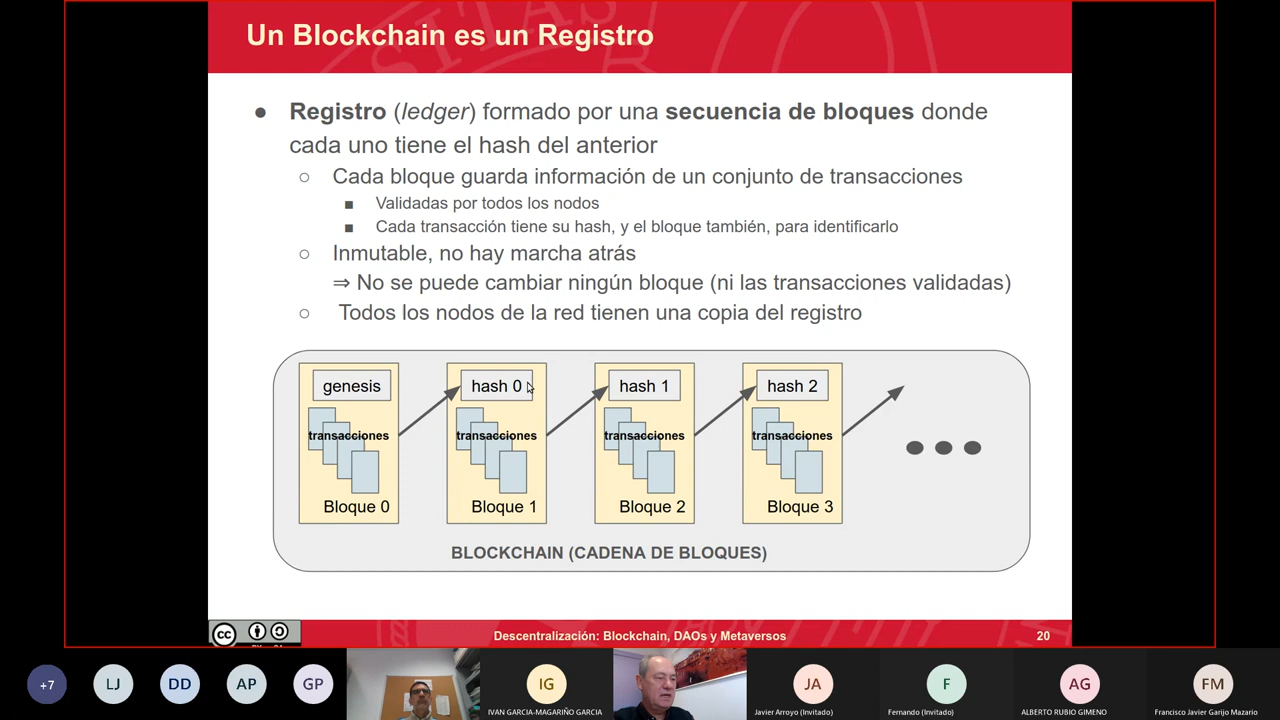 Un Blockchain es un Registro
● Registro (ledger) formado por una secuencia de bloques donde
cada uno tiene el hash del anterior
○ Cada bloque guarda información de un conjunto de transacciones
■ Validadas por todos los nodos
■ Cada transacción tiene su hash, y el bloque también, para identificarlo
○ Inmutable, no hay marcha atrás
⇒ No se puede cambiar ningún bloque (ni las transacciones validadas)
○ Todos los nodos de la red tienen una copia del registro
genesis hash 0 hash 1 hash 2
transacciones transacciones transacciones transacciones
Bloque 0 Bloque 1 Bloque 2 Bloque 3
BLOCKCHAIN (CADENA DE BLOQUES)
cc
Descentralización: Blockchain, DAOs y Metaversos 20
+7 LJ DD AP GP IG JA F AG FM
IVAN GARCIA-MAGARIÑO GARCIA Javier Arroyo (Invitado) Fernando (Invitado) ALBERTO RUBIO GIMENO Francisco Javier Garijo Mazario